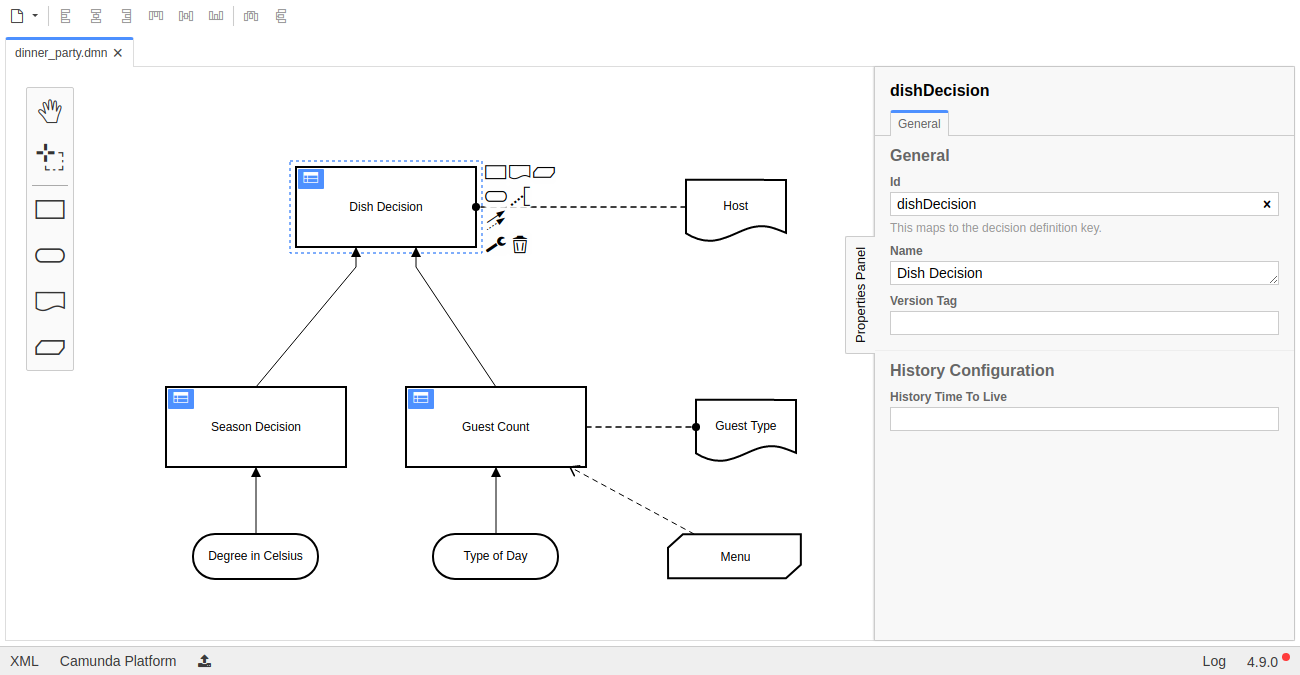 dinner_party.dmn
Dish Decision
Host
Season Decision
Guest Count
Guest Type
Degree in Celsius
Type of Day
Menu
Properties Panel
dishDecision
General
General
Id
dishDecision
This maps to the decision definition key.
Name
Dish Decision
Version Tag
History Configuration
History Time To Live
XML Camunda Platform Log 4.9.0